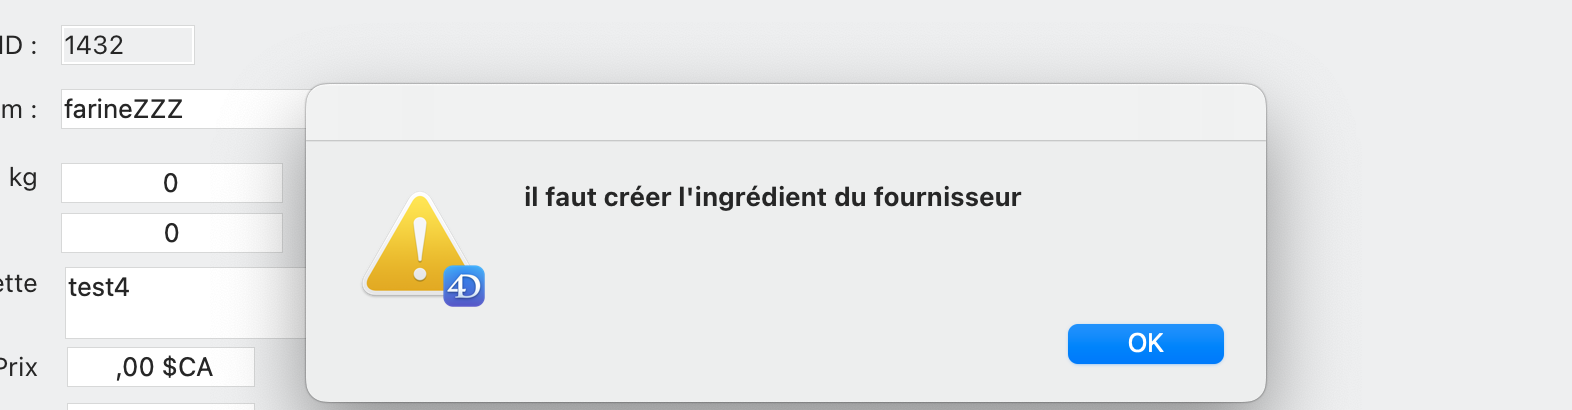 ID :
1432
m :
farineZZZ
kg
0
0
ette
test4
Prix
,00 $CA
il faut créer l'ingrédient du fournisseur
4D
OK